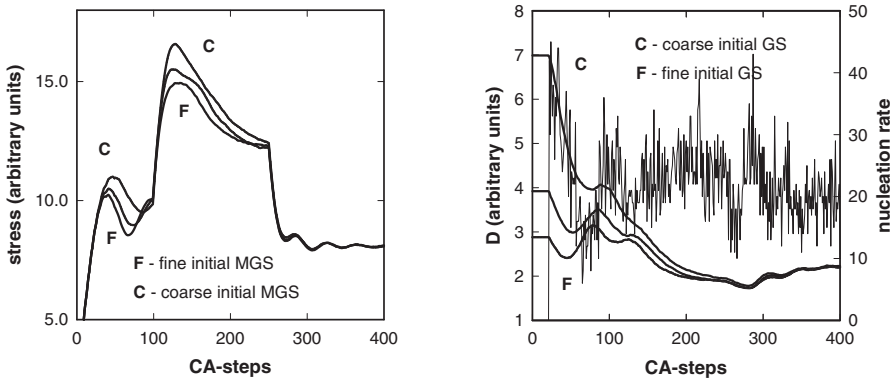 stress (arbitrary units)
15.0
10.0
5.0
C
F
C
F
F - fine initial MGS
C - coarse initial MGS
0 100 200 300 400
CA-steps
D (arbitrary units)
8
7
6
5
4
3
2
1
C - coarse initial GS
F - fine initial GS
C
F
50
40
30
20
10
0
nucleation rate
0 100 200 300 400
CA-steps